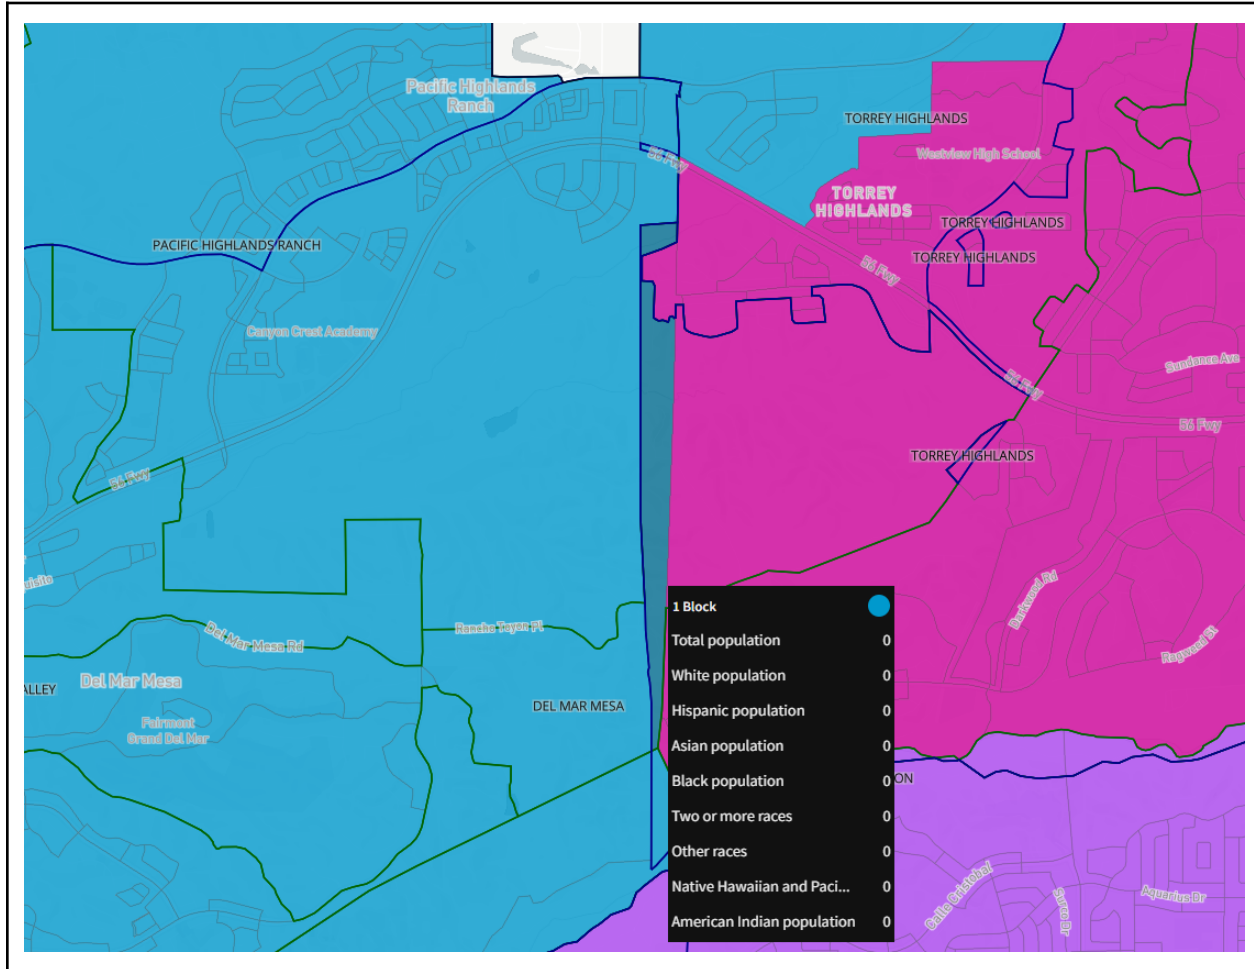 Pacific Highlands
Ranch
TORREY HIGHLANDS
Westview High School
56 Fwy
TORREY
HIGHLANDS
TORREY HIGHLANDS
PACIFIC HIGHLANDS RANCH
TORREY HIGHLANDS
56 Fwy
Canyon Crest Academy
Sundance Ave
56 Fwy
56 Fwy
TORREY HIGHLANDS
56 Fwy
uisito
1 Block
Total population 0
White population 0
Hispanic population 0
Asian population 0
Black population 0
Two or more races 0
Other races 0
Native Hawaiian and Paci... 0
American Indian population 0
Darkwood Rd
Rancho Toyon Pl
Del Mar Mesa Rd
Ragweed St
Del Mar Mesa
ALLEY
DEL MAR MESA
Fairmont
Grand Del Mar
ON
Calle Cristobal
Aquarius Dr
Dr